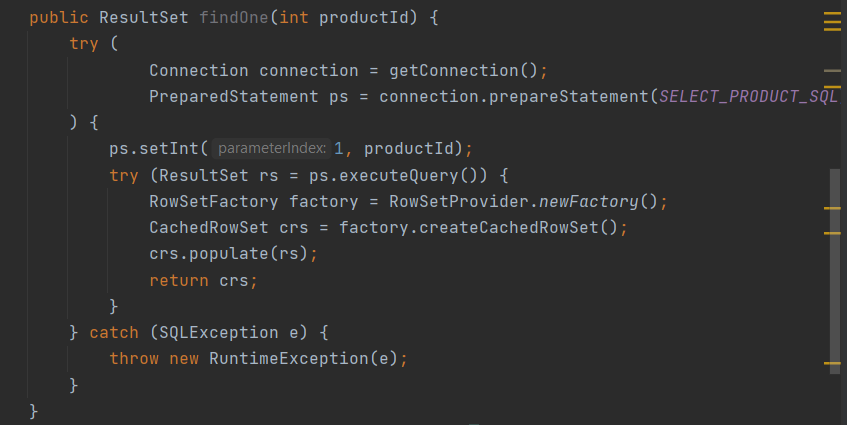 public ResultSet findOne(int productId) {
try (
Connection connection = getConnection();
PreparedStatement ps = connection.prepareStatement(SELECT_PRODUCT_SQL
) {
ps.setInt( parameterIndex: 1, productId);
try (ResultSet rs = ps.executeQuery()) {
RowSetFactory factory = RowSetProvider.newFactory();
CachedRowSet crs = factory.createCachedRowSet();
crs.populate(rs);
return crs;
}
} catch (SQLException e) {
throw new RuntimeException(e);
}
}